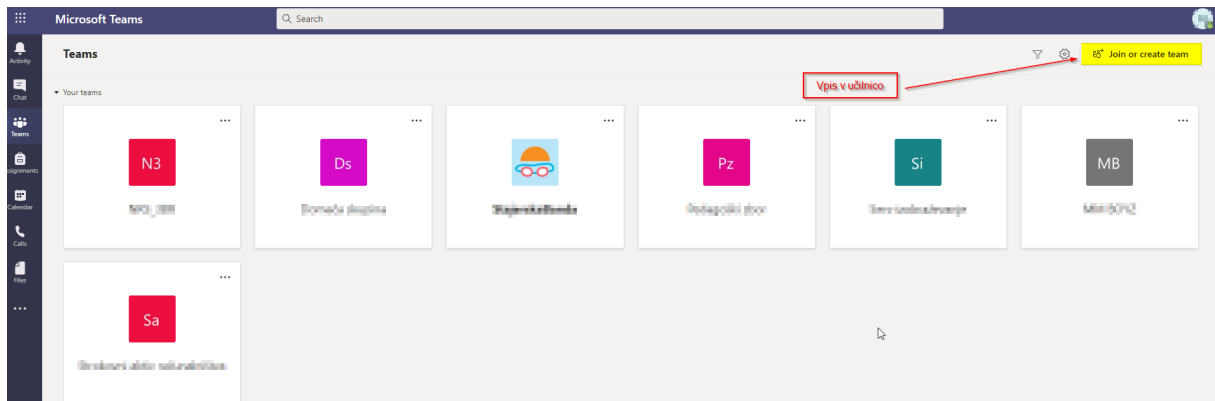 Microsoft Teams
Search
Activity
Chat
Teams
Assignments
Calendar
Calls
Files
Teams
Join or create team
Vpis v učilnico
Your teams
N3
Ds
Pz
Si
MB
Sa